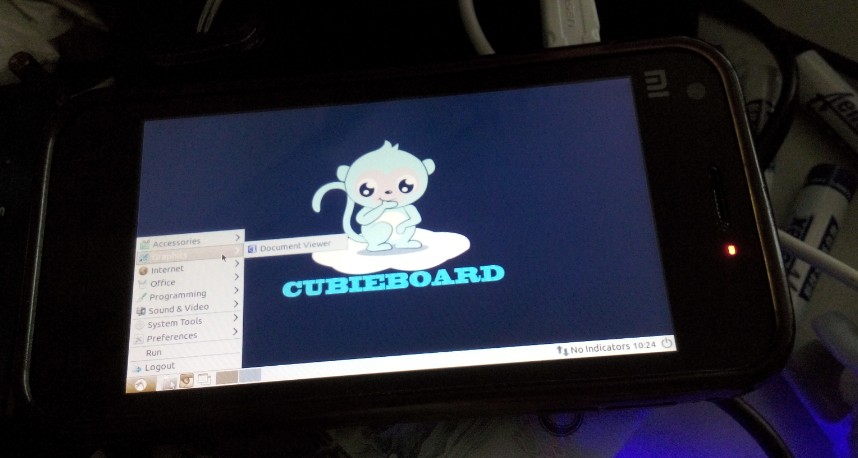 mi
CUBIEBOARD
Accessories
Graphics
Document Viewer
Internet
Office
Programming
Sound & Video
System Tools
Preferences
Run
Logout
No Indicators 10:24